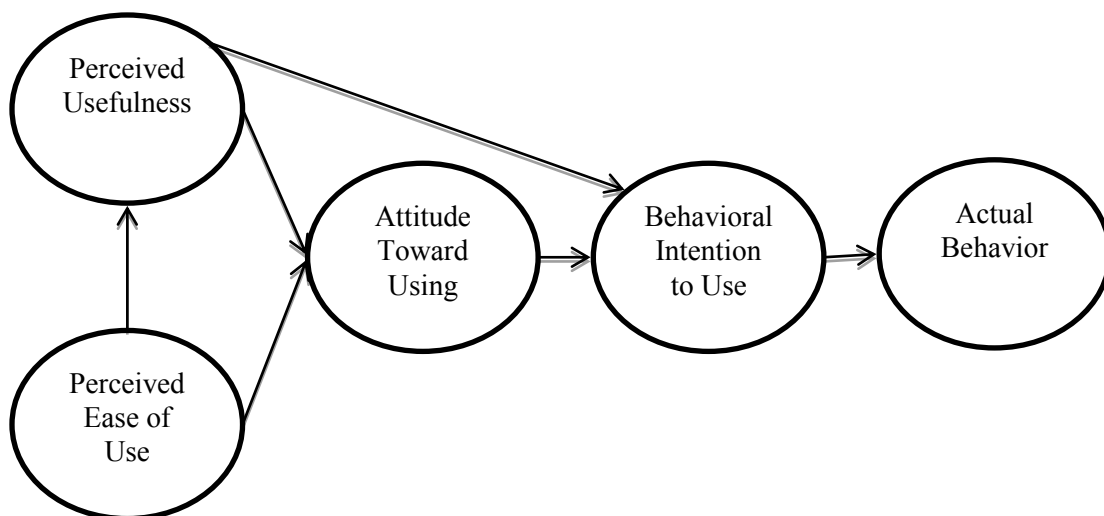 Perceived
Usefulness
Attitude
Toward
Using
Behavioral
Intention
to Use
Actual
Behavior
Perceived
Ease of
Use